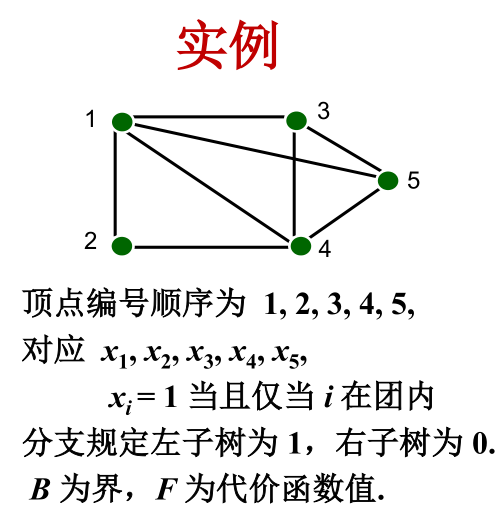 实例
1
3
5
2
4
顶点编号顺序为 1, 2, 3, 4, 5,
对应 x₁, x₂, x₃, x₄, x₅,
xᵢ = 1 当且仅当 i 在团内
分支规定左子树为 1，右子树为 0.
B 为界，F 为代价函数值.